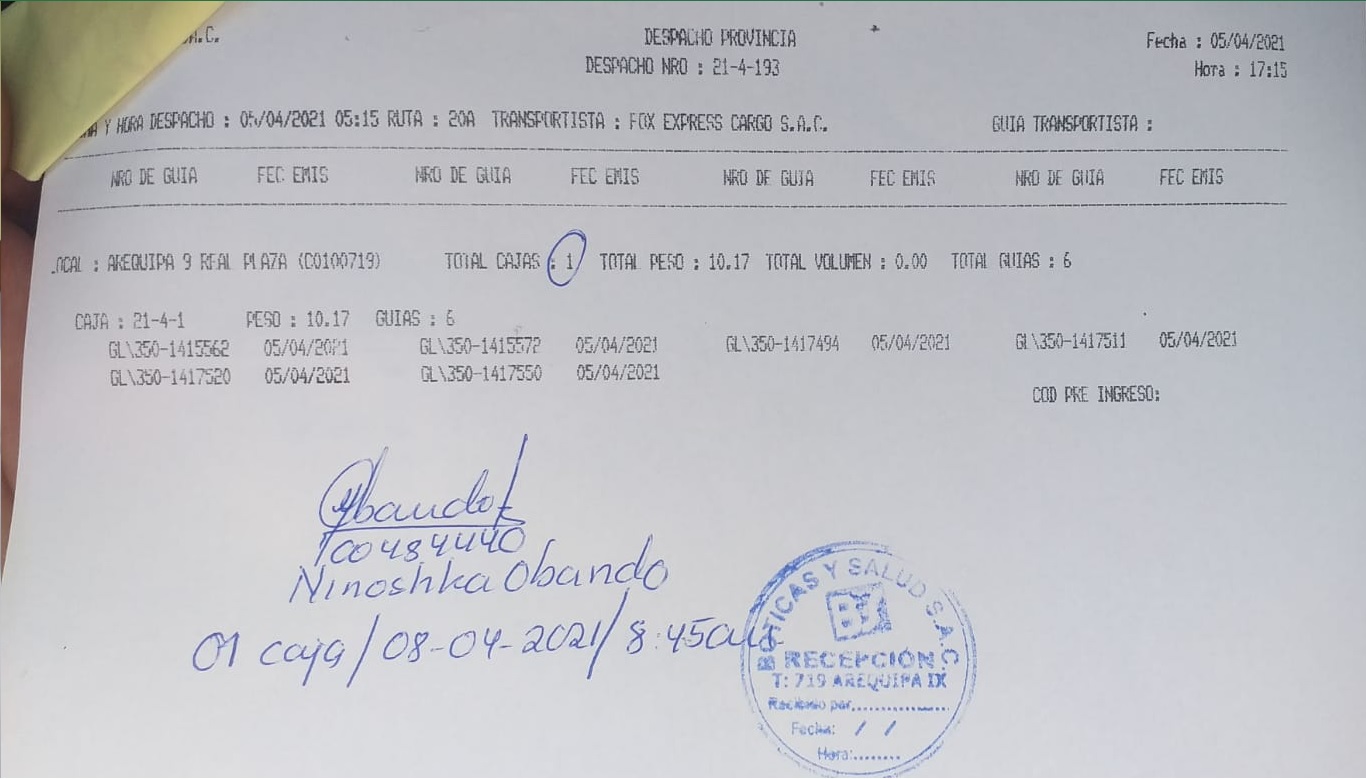 DESPACHO PROVINCIA Fecha : 05/04/2021
DESPACHO NRO : 21-4-193 Hora : 17:15
Y HORA DESPACHO : 05/04/2021 05:15 RUTA : 20A TRANSPORTISTA : FOX EXPRESS CARGO S.A.C. GUIA TRANSPORTISTA :
NRO DE GUIA FEC EMIS NRO DE GUIA FEC EMIS NRO DE GUIA FEC EMIS NRO DE GUIA FEC EMIS
OCAL : AREQUIPA 9 REAL PLAZA (C0100719) TOTAL CAJAS : 1 TOTAL PESO : 10.17 TOTAL VOLUMEN : 0.00 TOTAL GUIAS : 6
CAJA : 21-4-1 PESO : 10.17 GUIAS : 6
GL\350-1415562 05/04/2021 GL\350-1415572 05/04/2021 GL\350-1417494 05/04/2021 GL\350-1417511 05/04/2021
GL\350-1417520 05/04/2021 GL\350-1417550 05/04/2021
COD PRE INGRESO:
Obando
100484440
Ninoshka Obando
01 caja / 08-04-2021 / 8:45am
BOTICAS Y SALUD S.A.C
RECEPCIÓN
T: 719 AREQUIPA IX
Recibido por..................
Fecha: / /
Hora:........